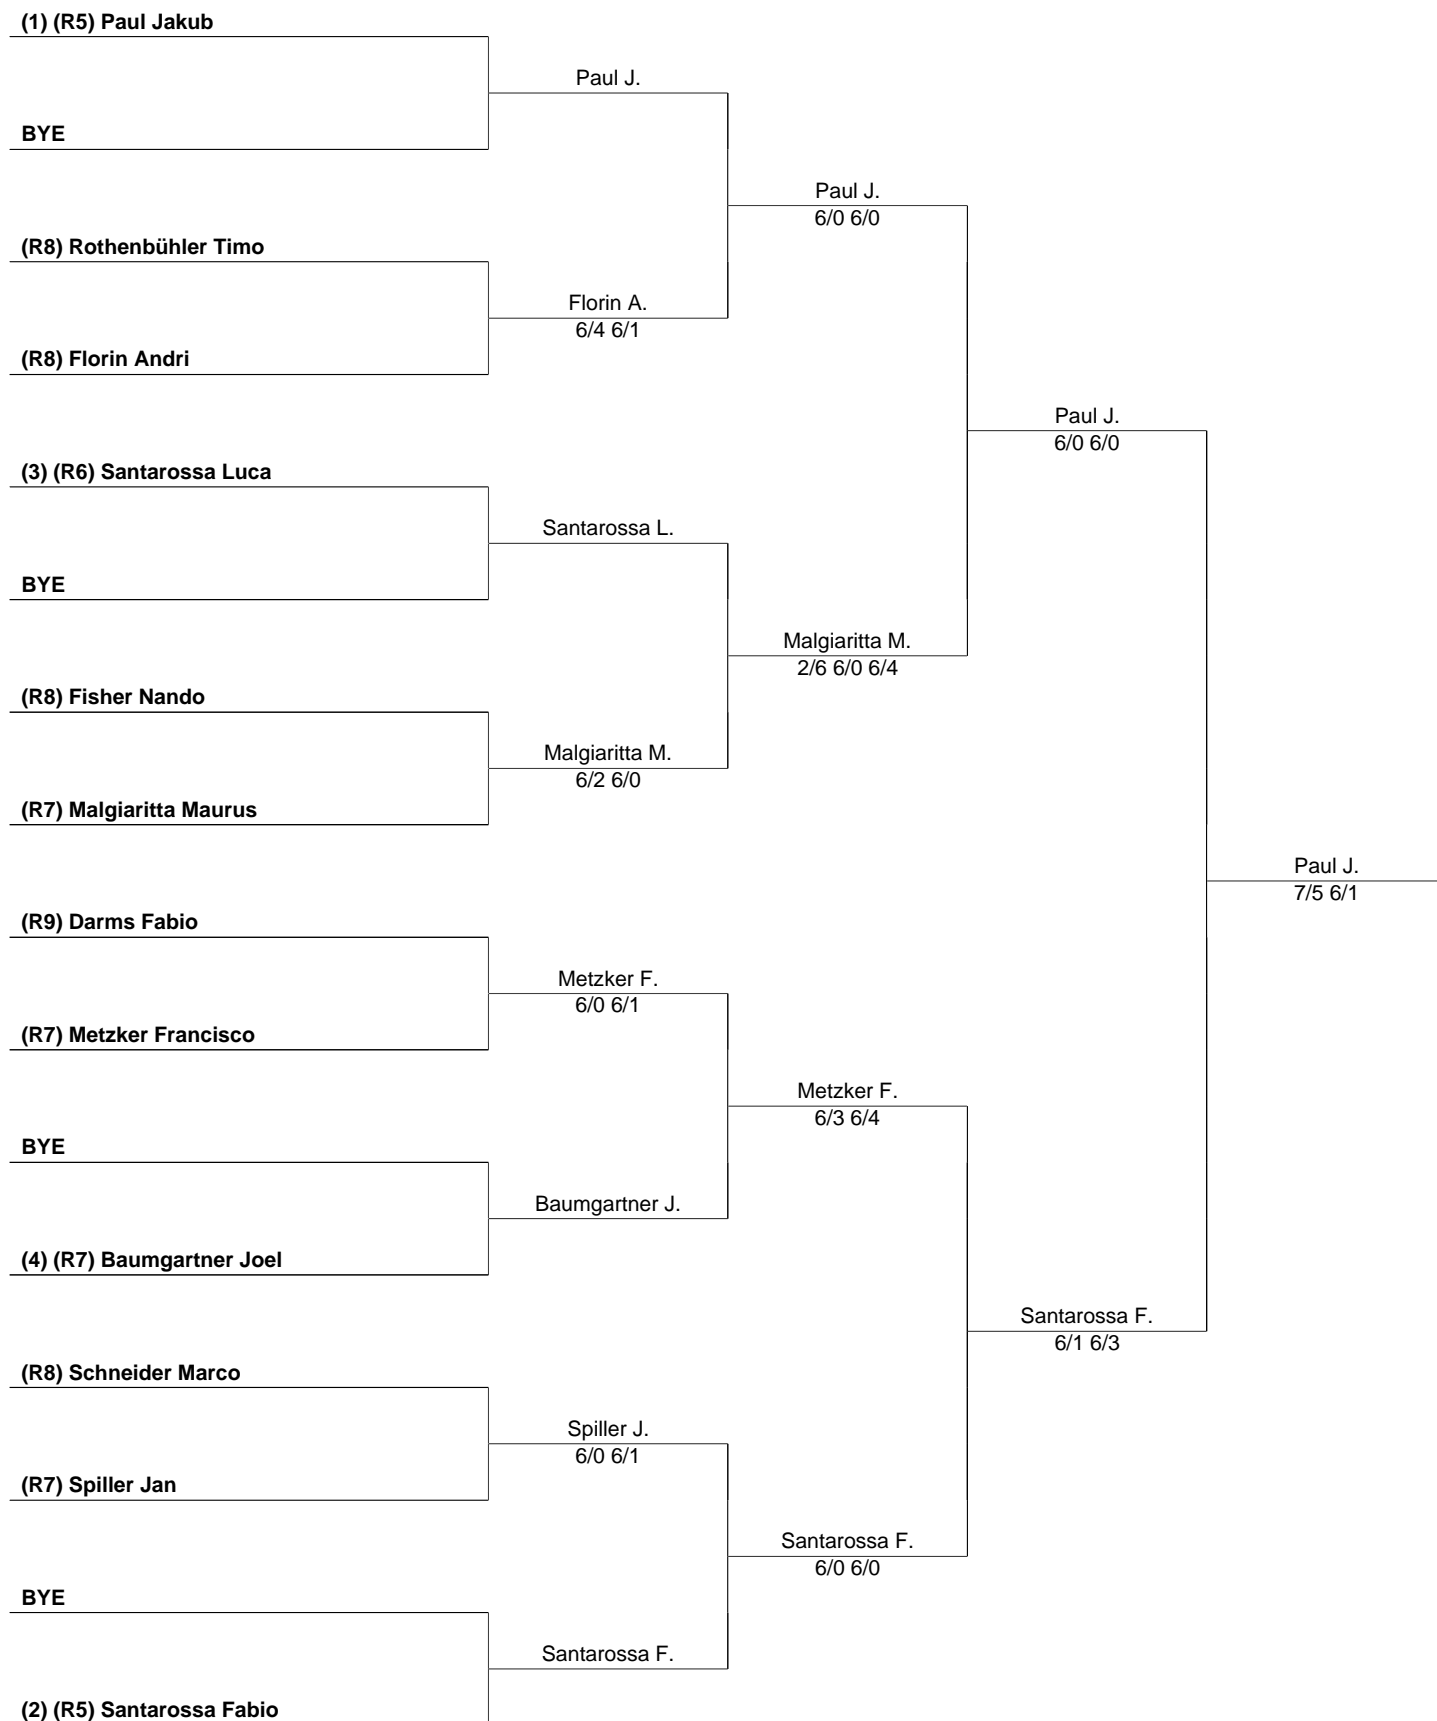 (1) (R5) Paul Jakub
Paul J.
BYE
Paul J.
6/0 6/0
(R8) Rothenbühler Timo
Florin A.
6/4 6/1
(R8) Florin Andri
Paul J.
6/0 6/0
(3) (R6) Santarossa Luca
Santarossa L.
BYE
Malgiaritta M.
2/6 6/0 6/4
(R8) Fisher Nando
Malgiaritta M.
6/2 6/0
(R7) Malgiaritta Maurus
Paul J.
7/5 6/1
(R9) Darms Fabio
Metzker F.
6/0 6/1
(R7) Metzker Francisco
Metzker F.
6/3 6/4
BYE
Baumgartner J.
(4) (R7) Baumgartner Joel
Santarossa F.
6/1 6/3
(R8) Schneider Marco
Spiller J.
6/0 6/1
(R7) Spiller Jan
Santarossa F.
6/0 6/0
BYE
Santarossa F.
(2) (R5) Santarossa Fabio